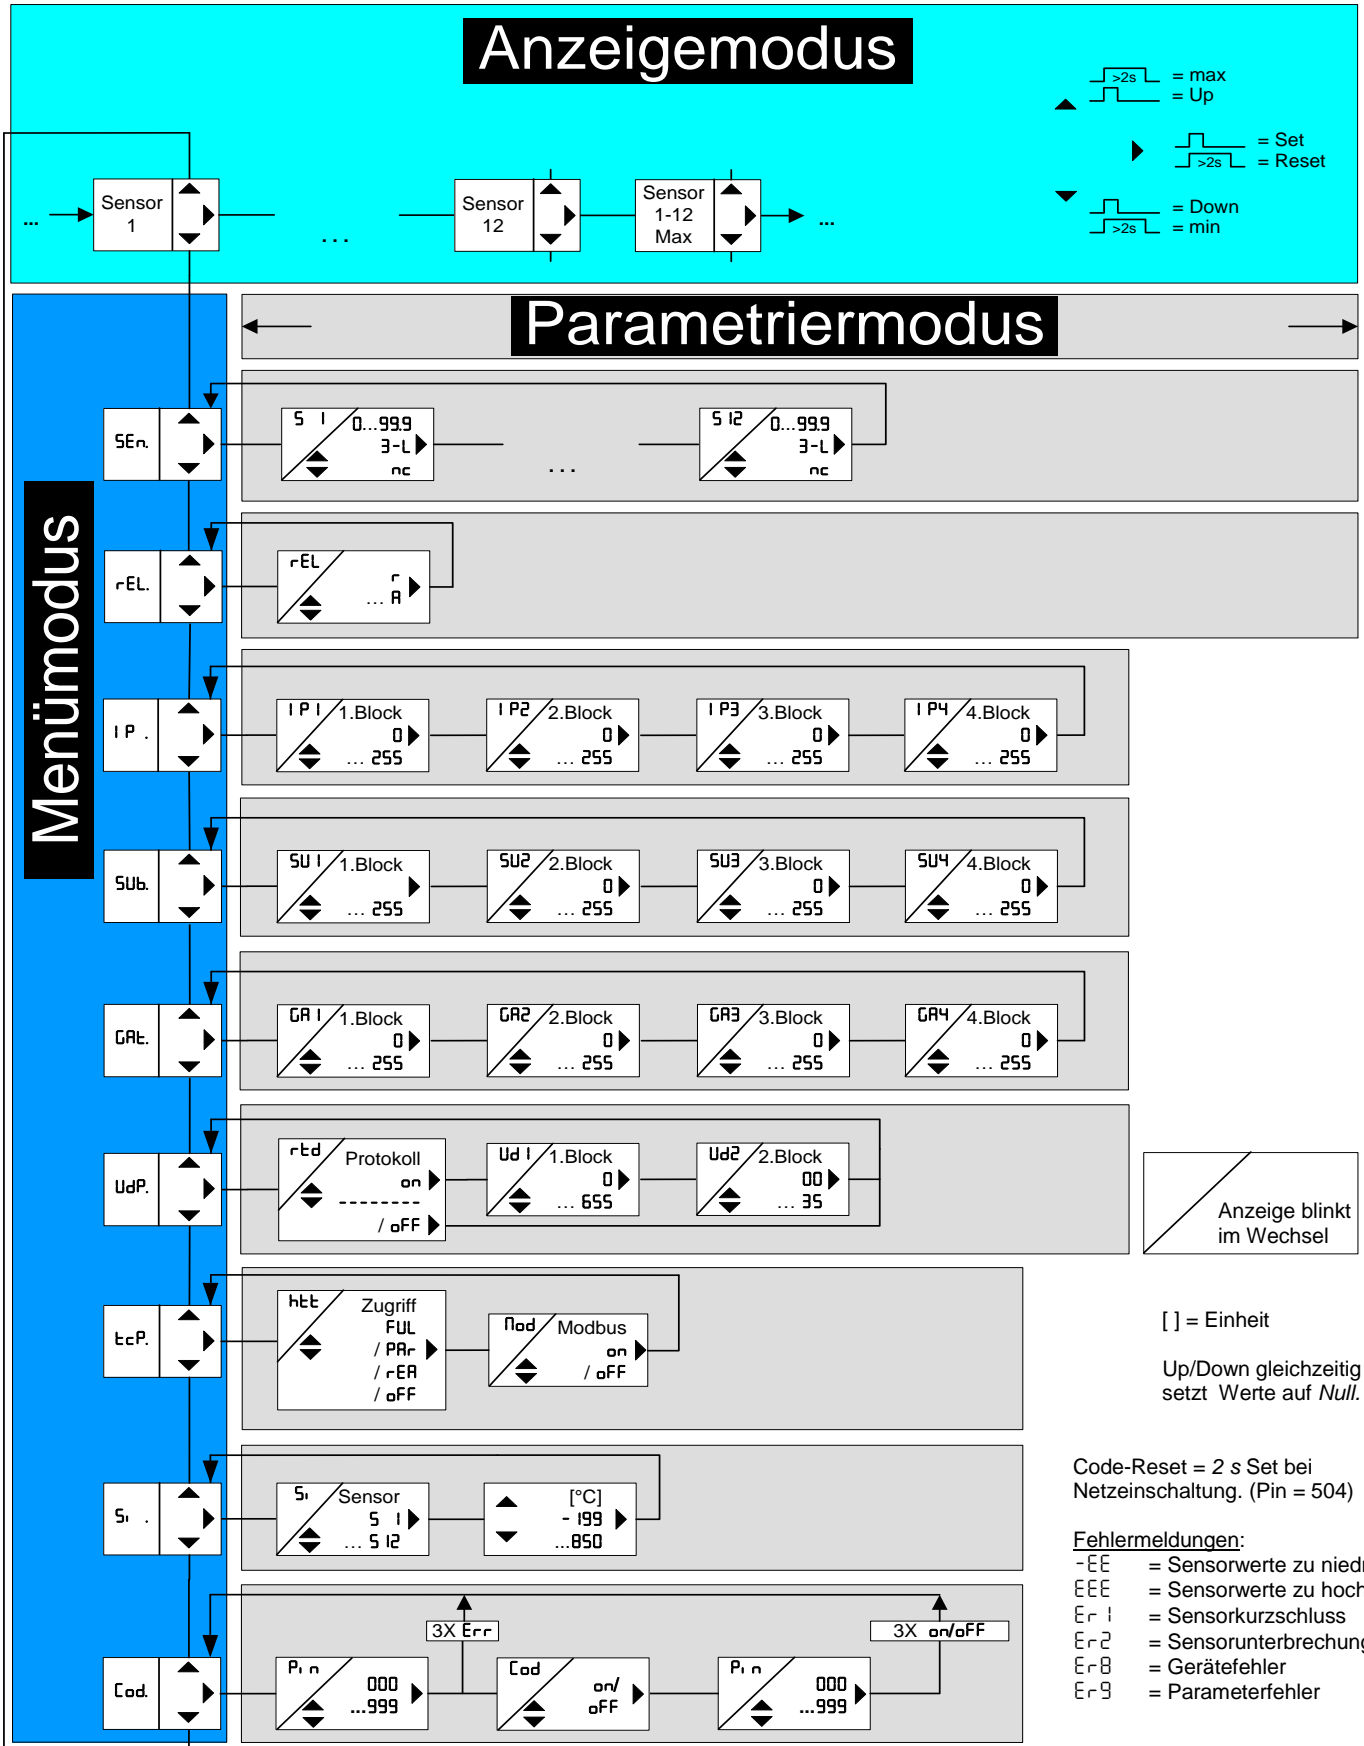 Anzeigemodus
>2s = max
= Up
= Set
>2s = Reset
= Down
>2s = min
...
Sensor
1
...
Sensor
12
Sensor
1-12
Max
...
Parametriermodus
Menümodus
SEn.
S 1
0...99.9
3-L
nc
...
S 12
0...99.9
3-L
nc
rEL.
rEL
r
... A
IP .
IP1 1.Block
0
... 255
IP2 2.Block
0
... 255
IP3 3.Block
0
... 255
IP4 4.Block
0
... 255
SUb.
SU1 1.Block
... 255
SU2 2.Block
0
... 255
SU3 3.Block
0
... 255
SU4 4.Block
0
... 255
GAt.
GA1 1.Block
0
... 255
GA2 2.Block
0
... 255
GA3 3.Block
0
... 255
GA4 4.Block
0
... 255
UdP.
rtd
Protokoll
on
--------
/ oFF
Ud1 1.Block
0
... 655
Ud2 2.Block
00
... 35
Anzeige blinkt
im Wechsel
tcP.
htt
Zugriff
FUL
/ PAr
/ rEA
/ oFF
Mod Modbus
on
/ oFF
[ ] = Einheit
Up/Down gleichzeitig
setzt Werte auf Null.
Si .
Si Sensor
S 1
... S 12
[°C]
-199
...850
Code-Reset = 2 s Set bei
Netzeinschaltung. (Pin = 504)
Fehlermeldungen:
-EE = Sensorwerte zu niedr
EEE = Sensorwerte zu hoch
Er1 = Sensorkurzschluss
Er2 = Sensorunterbrechung
Er8 = Gerätefehler
Er9 = Parameterfehler
Cod.
Pin
000
...999
3X Err
Cod
on/
oFF
Pin
000
...999
3X on/oFF